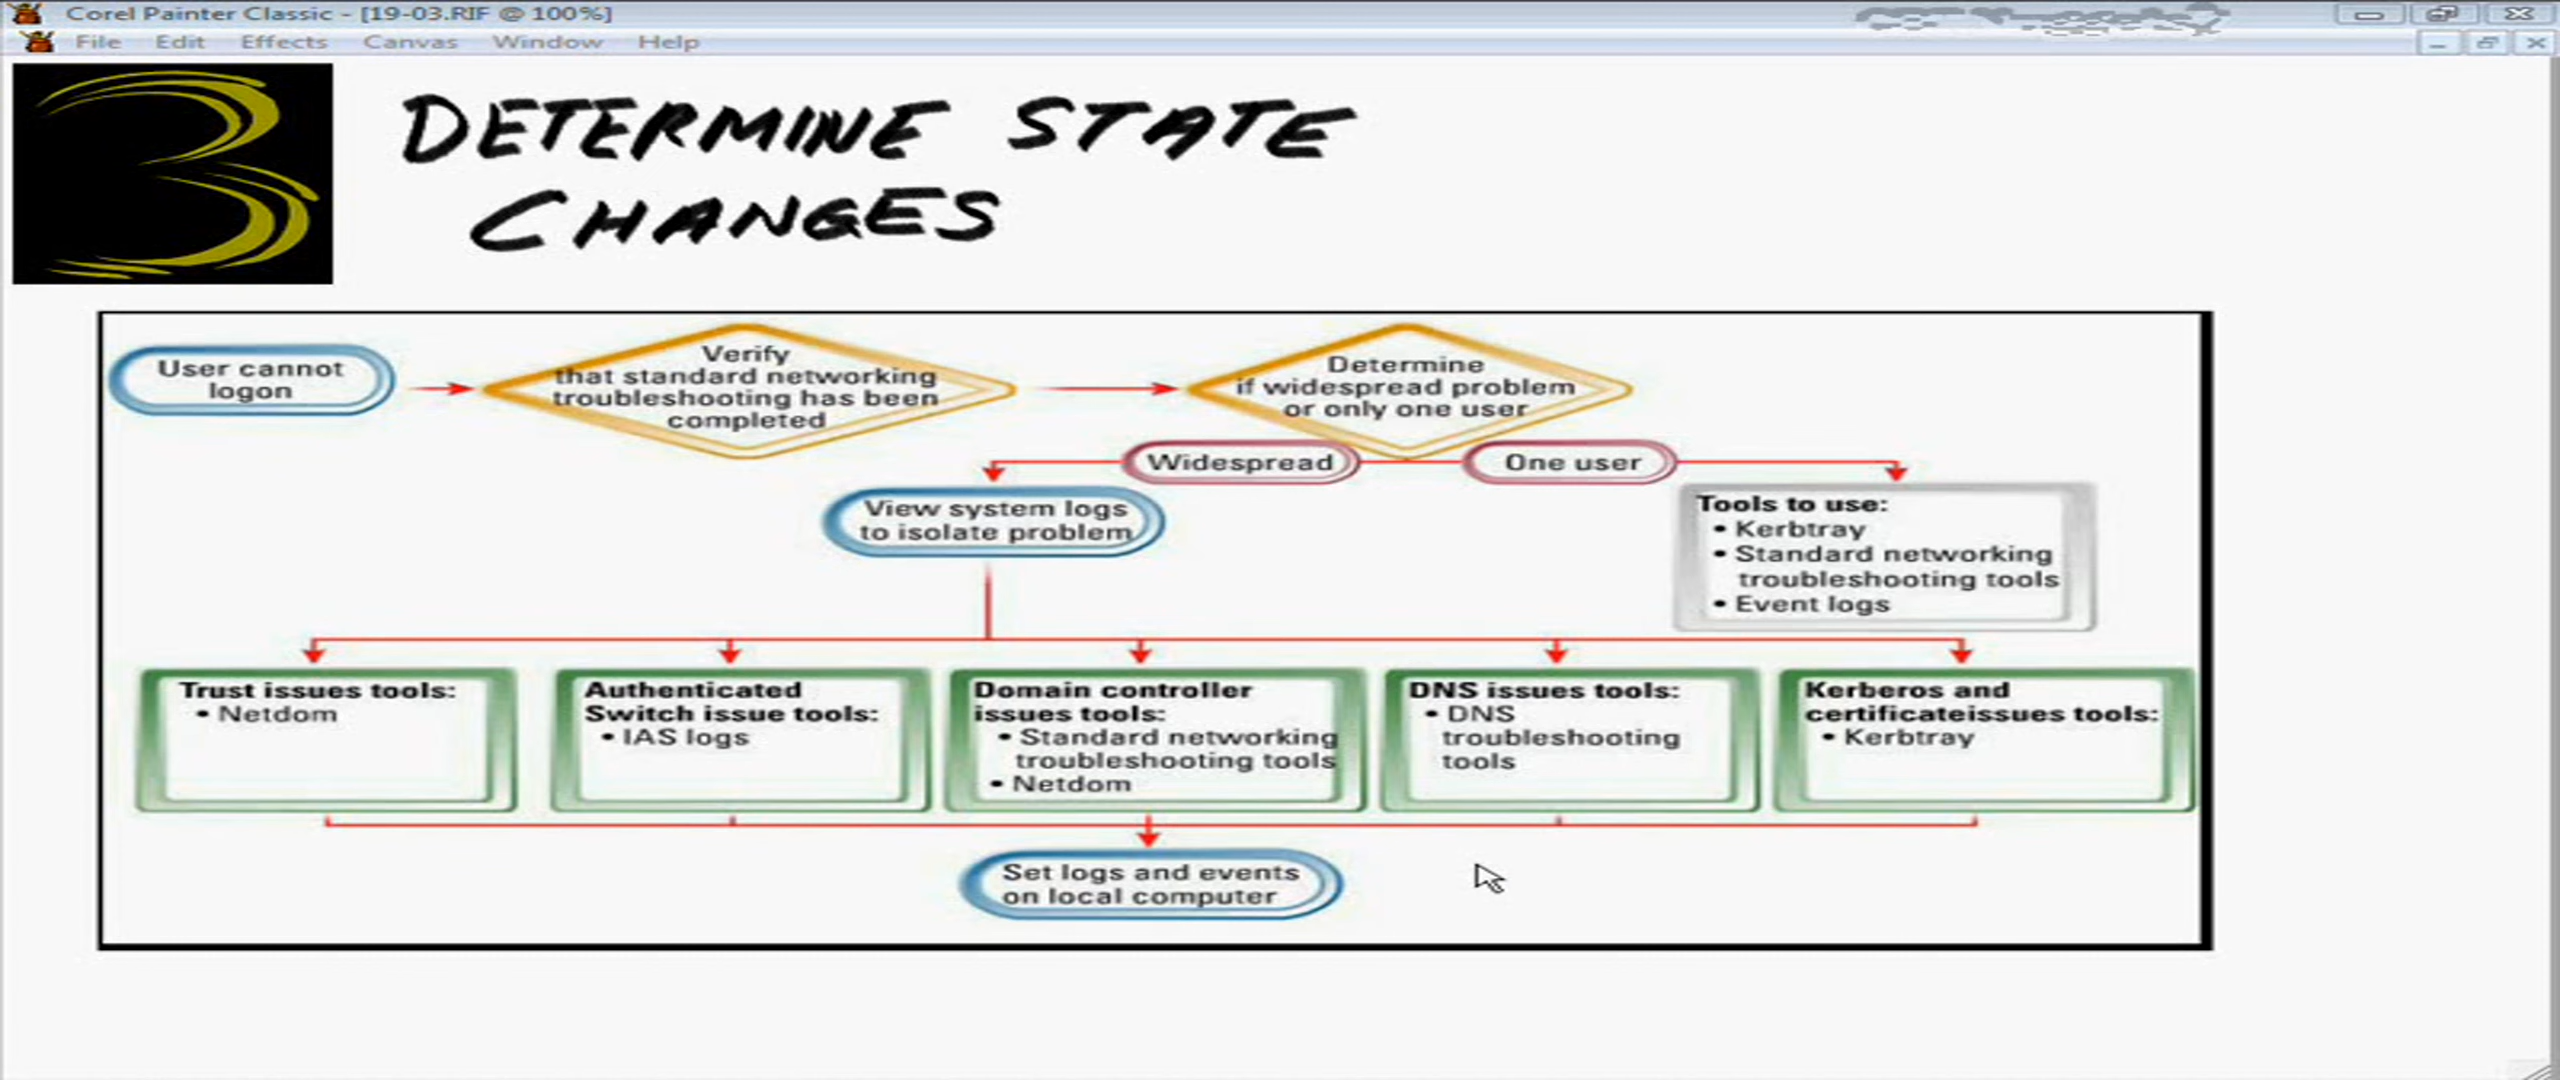 Corel Painter Classic - [19-03.RIF @ 100%]
File Edit Effects Canvas Window Help
3
DETERMINE STATE
CHANGES
User cannot
logon
Verify
that standard networking
troubleshooting has been
completed
Determine
if widespread problem
or only one user
Widespread
One user
View system logs
to isolate problem
Tools to use:
• Kerbtray
• Standard networking
troubleshooting tools
• Event logs
Trust issues tools:
• Netdom
Authenticated
Switch issue tools:
• IAS logs
Domain controller
issues tools:
• Standard networking
troubleshooting tools
• Netdom
DNS issues tools:
• DNS
troubleshooting
tools
Kerberos and
certificateissues tools:
• Kerbtray
Set logs and events
on local computer